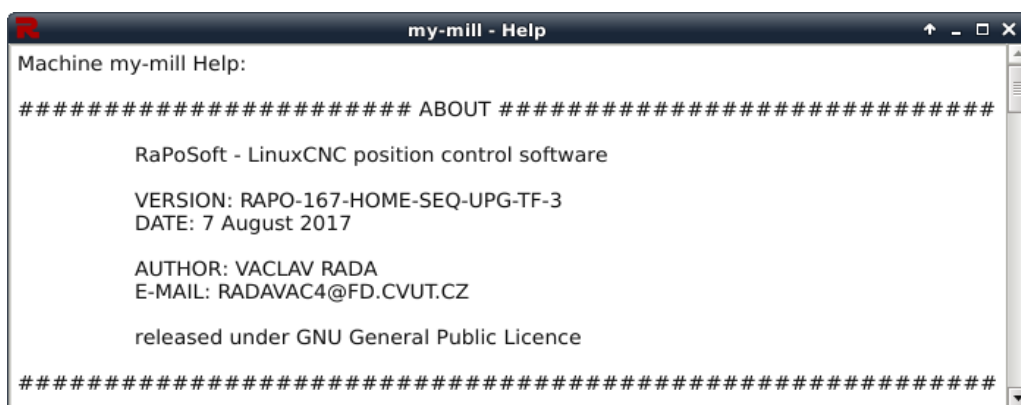 my-mill - Help
Machine my-mill Help:
####################### ABOUT #############################
RaPoSoft - LinuxCNC position control software
VERSION: RAPO-167-HOME-SEQ-UPG-TF-3
DATE: 7 August 2017
AUTHOR: VACLAV RADA
E-MAIL: RADAVAC4@FD.CVUT.CZ
released under GNU General Public Licence
#########################################################